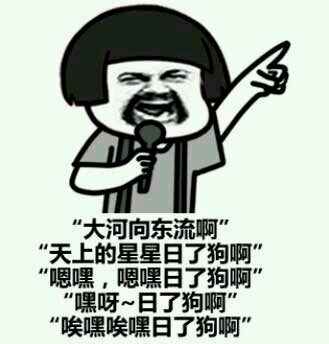 “大河向东流啊”
“天上的星星日了狗啊”
“嗯嘿，嗯嘿日了狗啊”
“嘿呀~日了狗啊”
“唉嘿唉嘿日了狗啊”